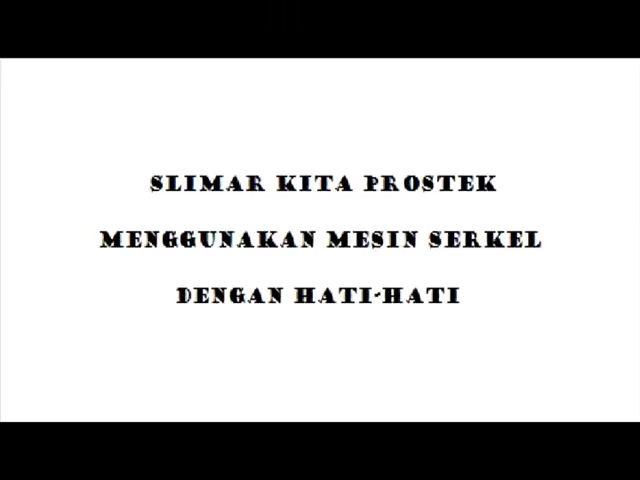 SLIMAR KITA PROSTEK
MENGGUNAKAN MESIN SERKEL
DENGAN HATI-HATI